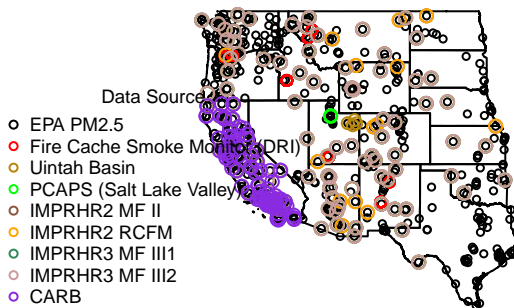 Data Source
EPA PM2.5
Fire Cache Smoke Monitor (DRI)
Uintah Basin
PCAPS (Salt Lake Valley)
IMPRHR2 MF II
IMPRHR2 RCFM
IMPRHR3 MF III1
IMPRHR3 MF III2
CARB